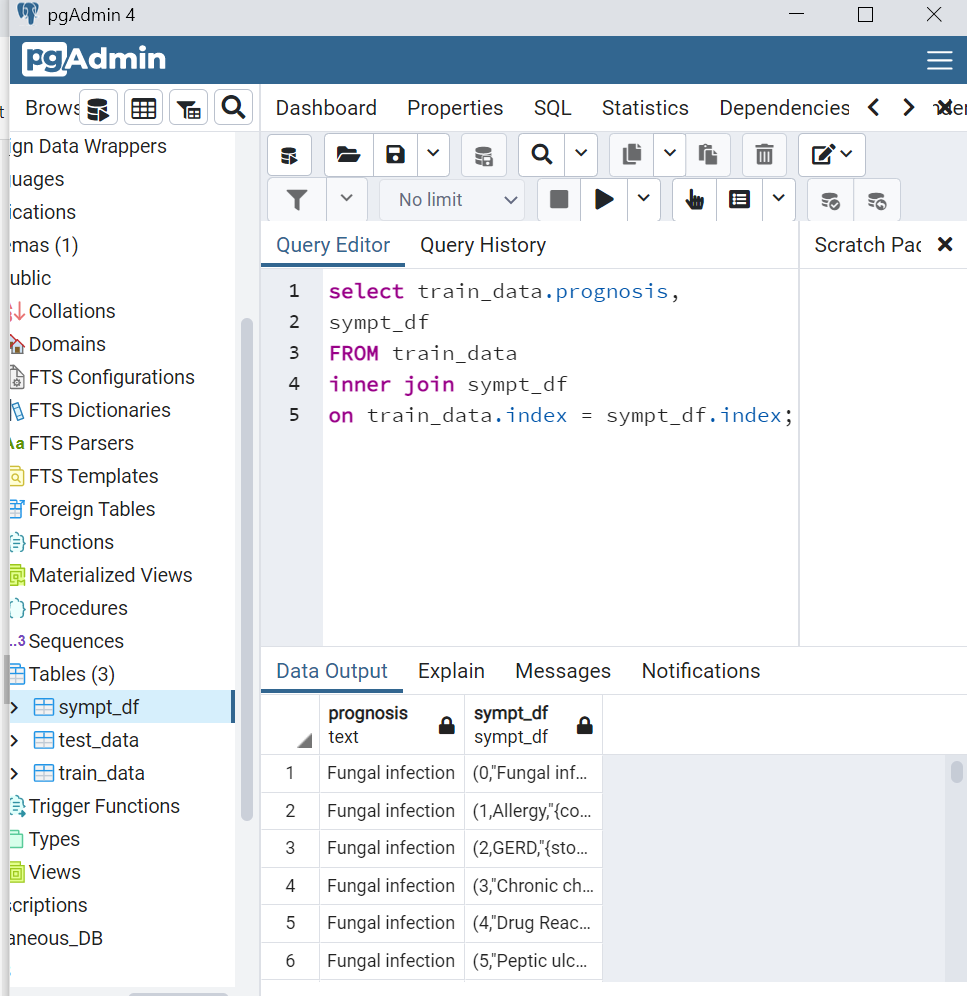 pgAdmin 4
pgAdmin
Brows
Dashboard Properties SQL Statistics Dependencies
ign Data Wrappers
uages
ications
emas (1)
ublic
Collations
Domains
FTS Configurations
FTS Dictionaries
Aa FTS Parsers
FTS Templates
Foreign Tables
Functions
Materialized Views
Procedures
..3 Sequences
Tables (3)
sympt_df
test_data
train_data
Trigger Functions
Types
Views
scriptions
aneous_DB
No limit
Query Editor Query History
Scratch Pad
1 select train_data.prognosis,
2 sympt_df
3 FROM train_data
4 inner join sympt_df
5 on train_data.index = sympt_df.index;
Data Output Explain Messages Notifications
prognosis sympt_df
text sympt_df
1 Fungal infection (0,"Fungal inf...
2 Fungal infection (1,Allergy,"{co...
3 Fungal infection (2,GERD,"{sto...
4 Fungal infection (3,"Chronic ch...
5 Fungal infection (4,"Drug Reac...
6 Fungal infection (5,"Peptic ulc...